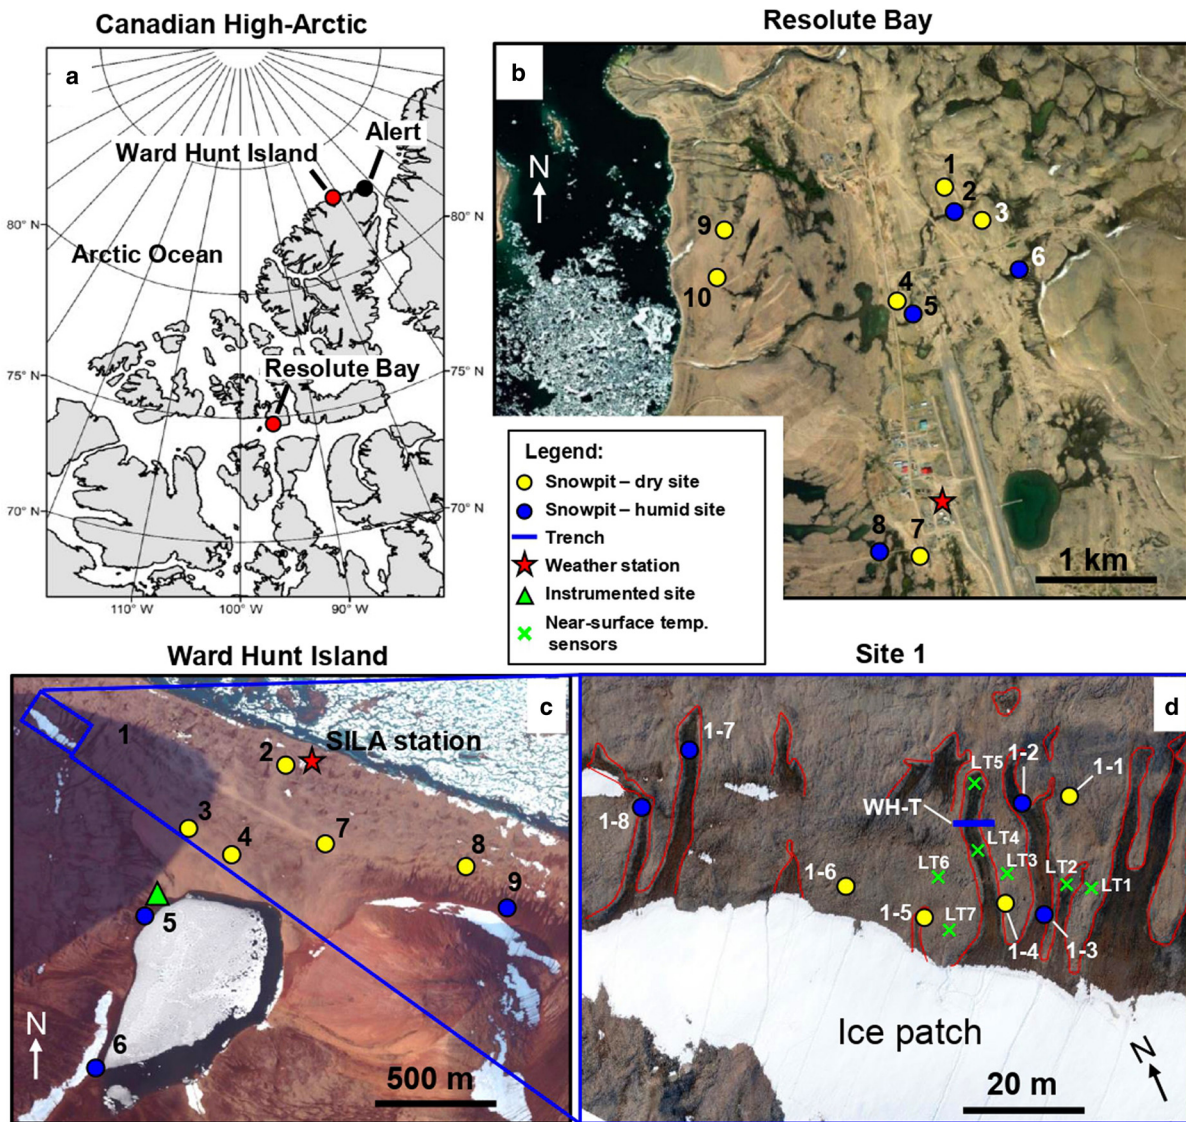 Canadian High-Arctic
a
Alert
Ward Hunt Island
80° N
80° N
Arctic Ocean
Resolute Bay
75° N
75° N
70° N
70° N
110° W
100° W
90° W
Resolute Bay
b
N
1
2
3
9
6
10
4
5
8
7
1 km
Legend:
Snowpit – dry site
Snowpit – humid site
Trench
Weather station
Instrumented site
Near-surface temp.
sensors
Ward Hunt Island
c
1
2
SILA station
3
4
7
8
9
5
6
N
500 m
Site 1
d
1-7
1-2
1-1
LT5
1-8
WH-T
LT4
LT6
LT3
LT2
LT1
1-6
1-5
LT7
1-4
1-3
Ice patch
N
20 m